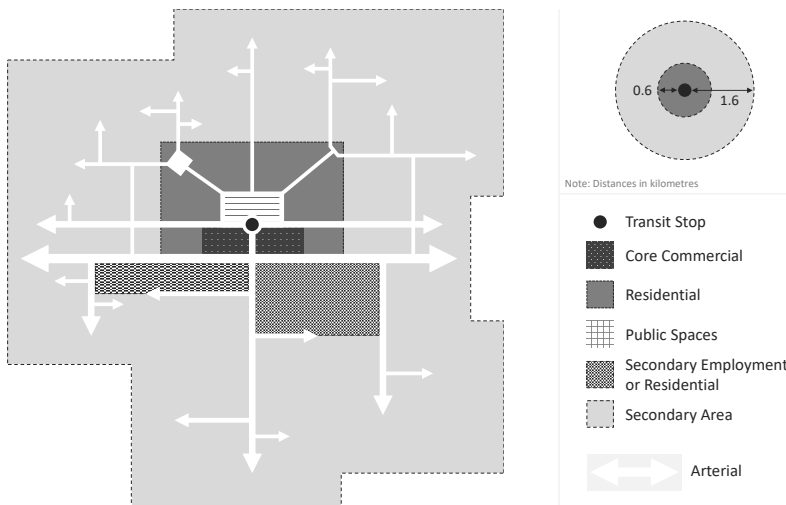 0.6
1.6
Note: Distances in kilometres
Transit Stop
Core Commercial
Residential
Public Spaces
Secondary Employment
or Residential
Secondary Area
Arterial